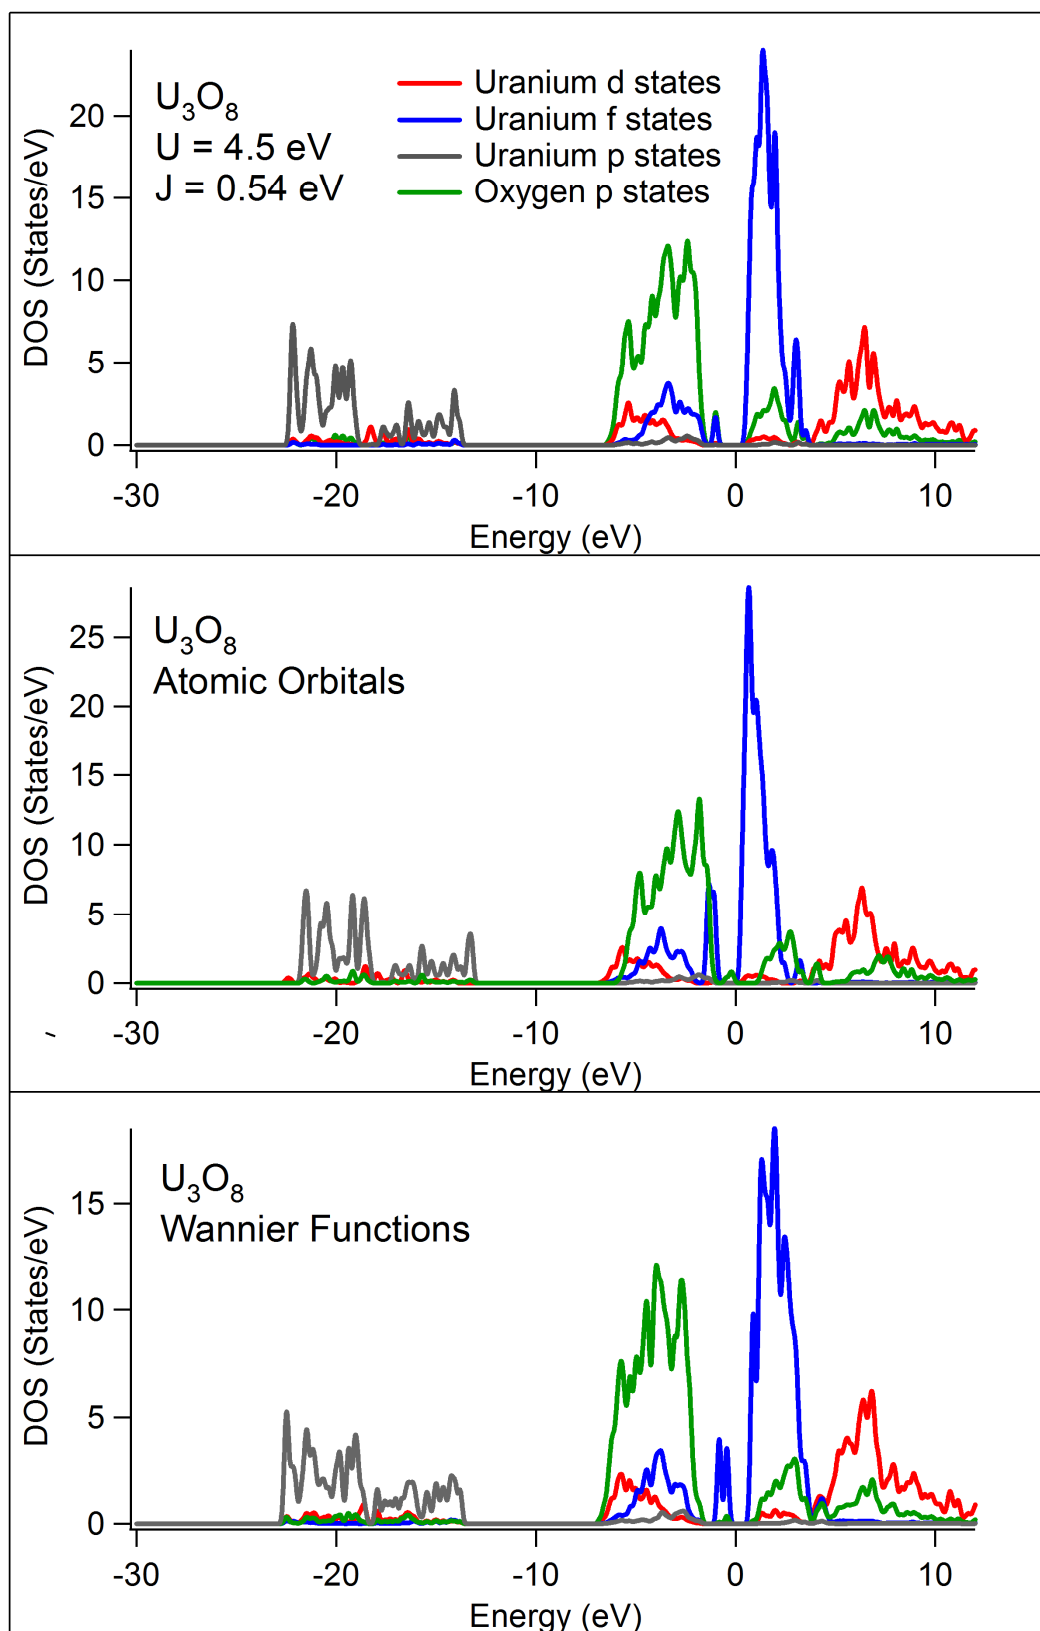 U₃O₈
U = 4.5 eV
J = 0.54 eV
Uranium d states
Uranium f states
Uranium p states
Oxygen p states
DOS (States/eV)
20
15
10
5
0
-30 -20 -10 0 10
Energy (eV)
U₃O₈
Atomic Orbitals
DOS (States/eV)
25
20
15
10
5
0
-30 -20 -10 0 10
Energy (eV)
U₃O₈
Wannier Functions
DOS (States/eV)
15
10
5
0
-30 -20 -10 0 10
Energy (eV)